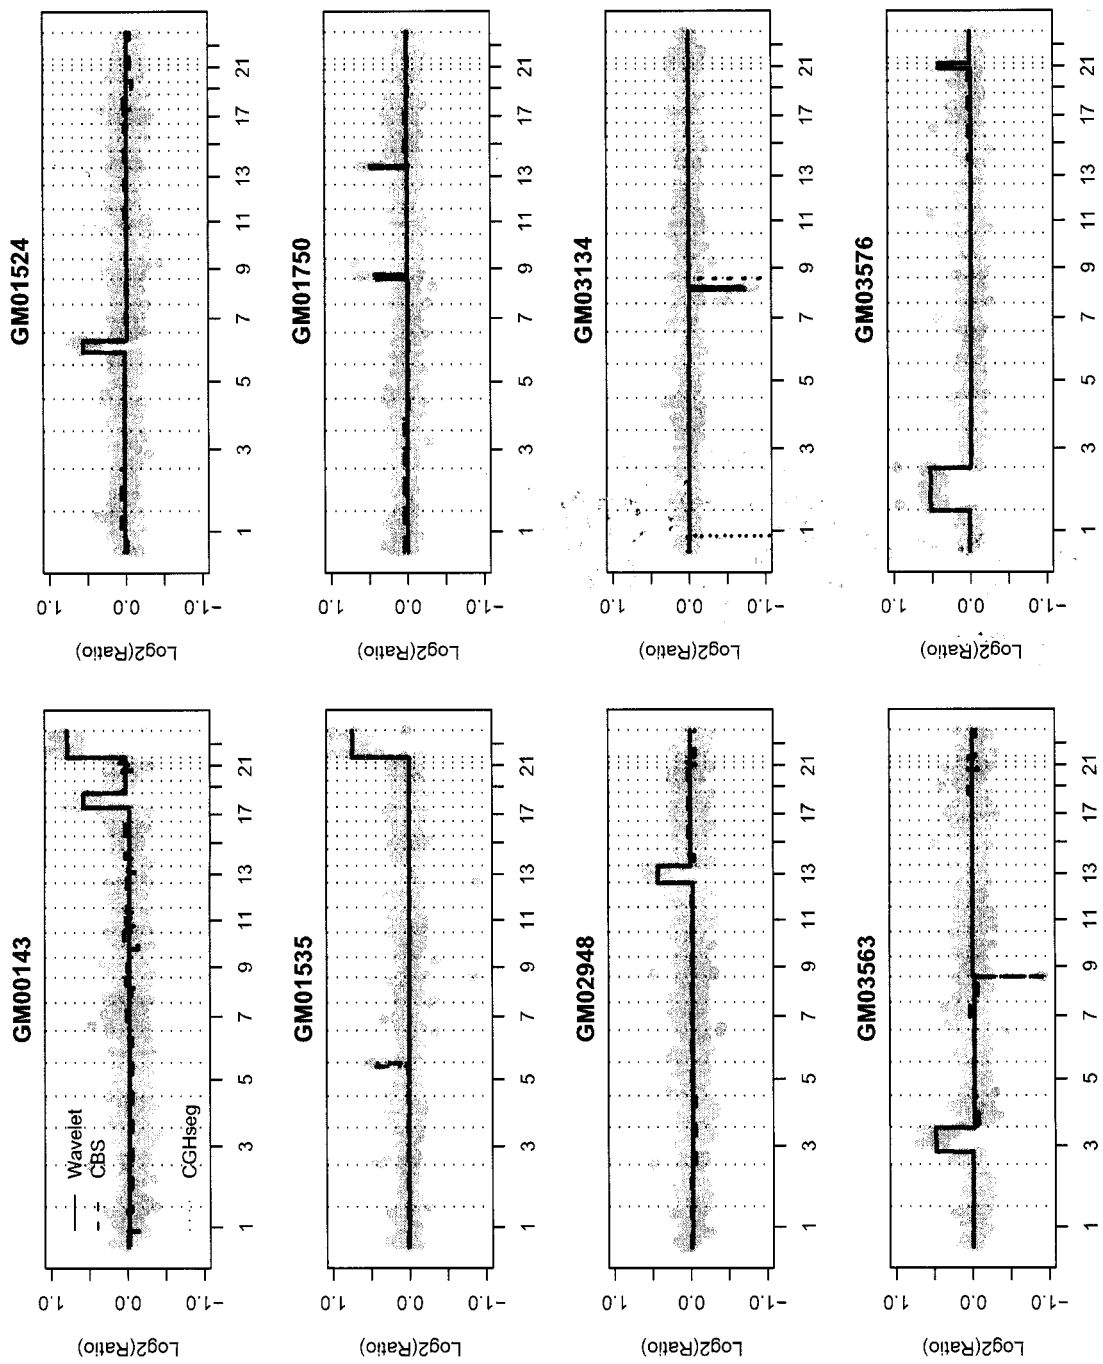 GM00143
Wavelet
CBS
CGHseg
Log2(Ratio)
1.0 0.0 -1.0
1 3 5 7 9 11 13 17 21
GM01524
Log2(Ratio)
1.0 0.0 -1.0
1 3 5 7 9 11 13 17 21
GM01535
Log2(Ratio)
1.0 0.0 -1.0
1 3 5 7 9 11 13 17 21
GM01750
Log2(Ratio)
1.0 0.0 -1.0
1 3 5 7 9 11 13 17 21
GM02948
Log2(Ratio)
1.0 0.0 -1.0
1 3 5 7 9 11 13 17 21
GM03134
Log2(Ratio)
1.0 0.0 -1.0
1 3 5 7 9 11 13 17 21
GM03563
Log2(Ratio)
1.0 0.0 -1.0
1 3 5 7 9 11 13 17 21
GM03576
Log2(Ratio)
1.0 0.0 -1.0
1 3 5 7 9 11 13 17 21